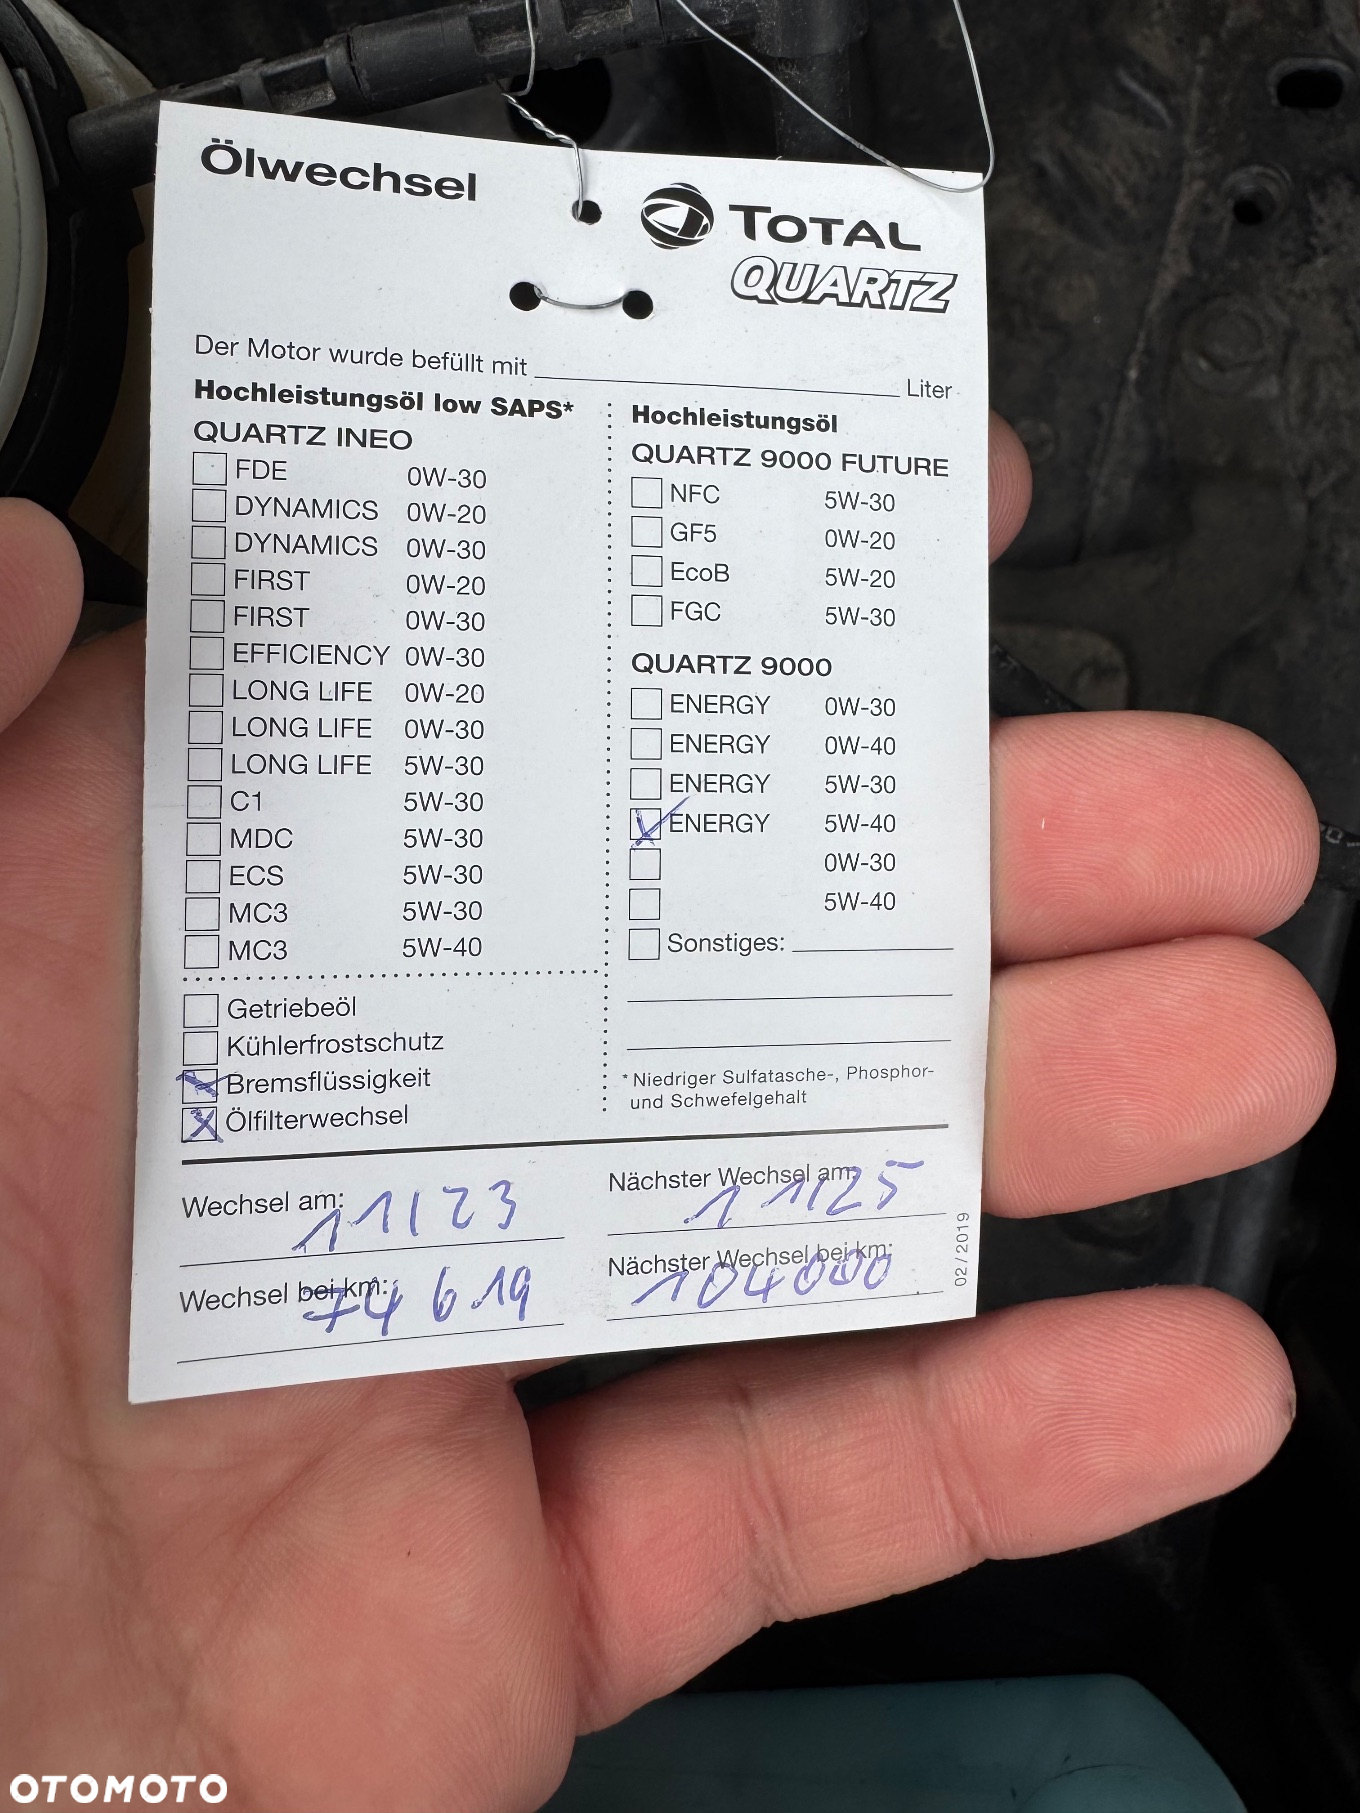 Ölwechsel
TOTAL
QUARTZ
Der Motor wurde befüllt mit Liter
Hochleistungsöl low SAPS*
QUARTZ INEO
FDE 0W-30
DYNAMICS 0W-20
DYNAMICS 0W-30
FIRST 0W-20
FIRST 0W-30
EFFICIENCY 0W-30
LONG LIFE 0W-20
LONG LIFE 0W-30
LONG LIFE 5W-30
C1 5W-30
MDC 5W-30
ECS 5W-30
MC3 5W-30
MC3 5W-40
Getriebeöl
Kühlerfrostschutz
Bremsflüssigkeit
Ölfilterwechsel
Hochleistungsöl
QUARTZ 9000 FUTURE
NFC 5W-30
GF5 0W-20
EcoB 5W-20
FGC 5W-30
QUARTZ 9000
ENERGY 0W-30
ENERGY 0W-40
ENERGY 5W-30
ENERGY 5W-40
0W-30
5W-40
Sonstiges:
* Niedriger Sulfatasche-, Phosphor-
und Schwefelgehalt
Wechsel am: 11/23
Wechsel bei km: 74619
Nächster Wechsel am: 11/25
Nächster Wechsel bei km: 104000
02/2019
OTOMOTO